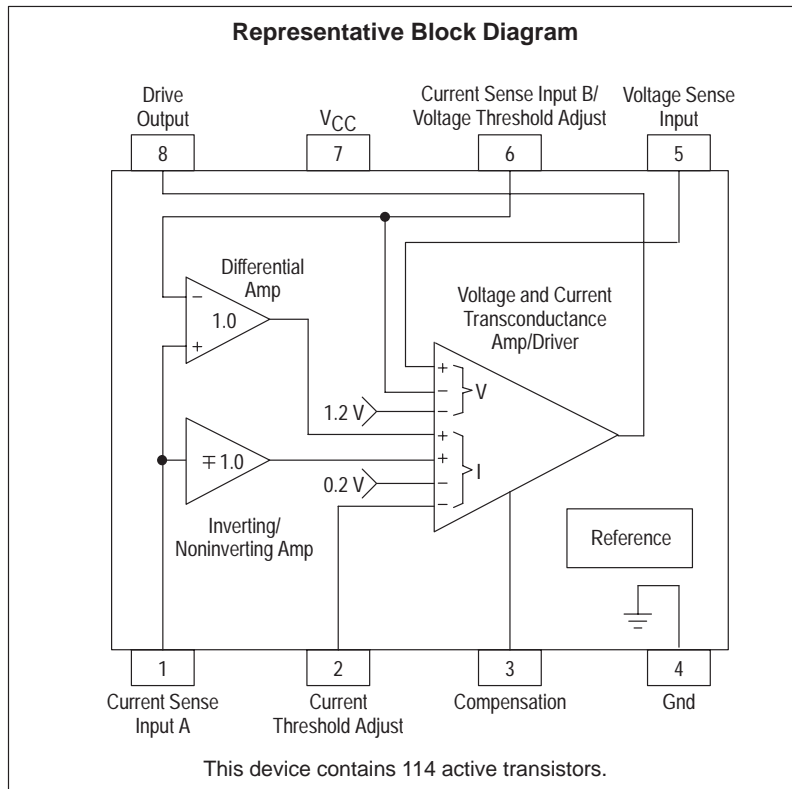 Representative Block Diagram
Drive
Output
VCC
Current Sense Input B/
Voltage Threshold Adjust
Voltage Sense
Input
8
7
6
5
Differential
Amp
–
1.0
+
Voltage and Current
Transconductance
Amp/Driver
+
–
V
1.2 V
–
+
∓ 1.0
+
I
0.2 V
–
–
Inverting/
Noninverting Amp
Reference
1
2
3
4
Current Sense
Input A
Current
Threshold Adjust
Compensation
Gnd
This device contains 114 active transistors.